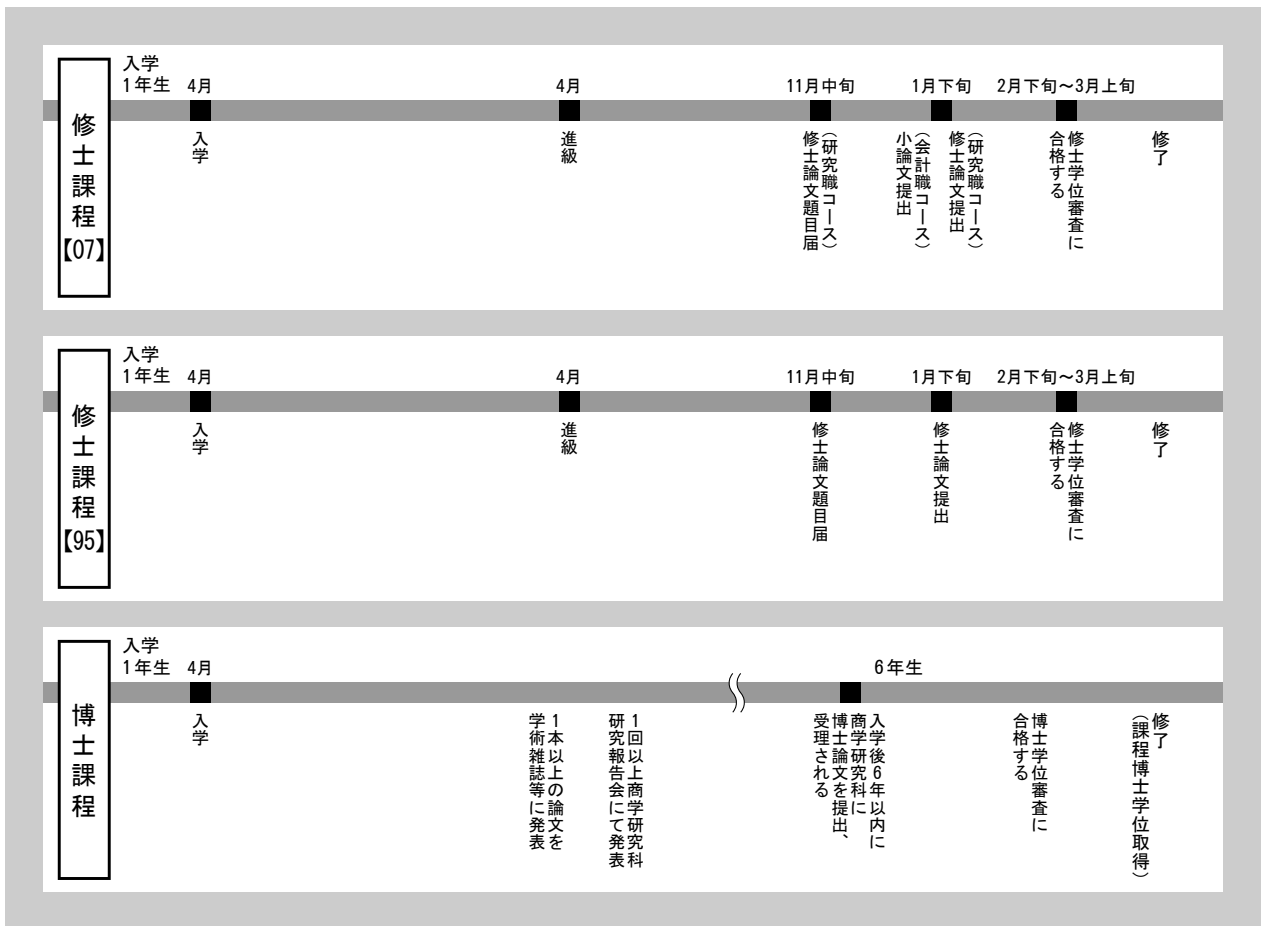 修士課程
【07】
入学
1年生
4月
4月
11月中旬
1月下旬
2月下旬～3月上旬
入学
進級
（研究職コース）
修士論文題目届
（研究職コース）
修士論文提出
（会計職コース）
小論文提出
修士学位審査に
合格する
修了
修士課程
【95】
入学
1年生
4月
4月
11月中旬
1月下旬
2月下旬～3月上旬
入学
進級
修士論文題目届
修士論文提出
修士学位審査に
合格する
修了
博士課程
入学
1年生
4月
6年生
入学
1本以上の論文を
学術雑誌等に発表
1回以上商学研究科
研究報告会にて発表
入学後6年以内に
商学研究科に
博士論文を提出、
受理される
博士学位審査に
合格する
修了
（課程博士学位取得）